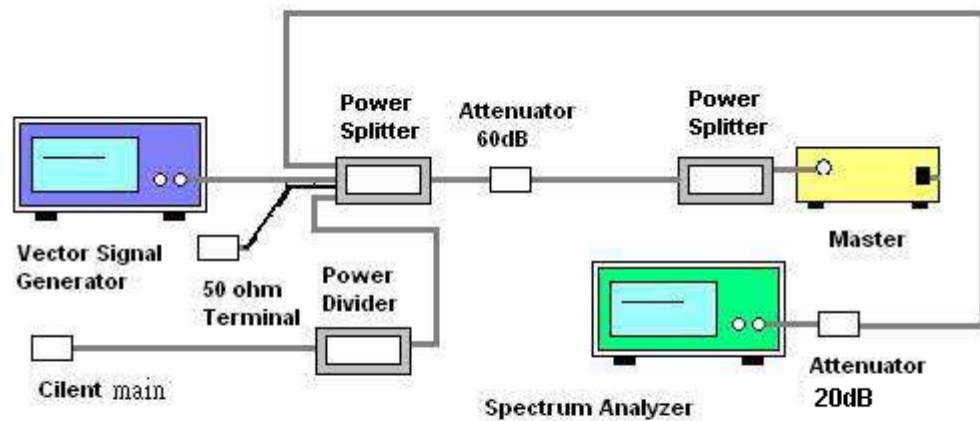 Power
Splitter
Attenuator
60dB
Power
Splitter
Vector Signal
Generator
50 ohm
Terminal
Power
Divider
Master
Cilent main
Spectrum Analyzer
Attenuator
20dB